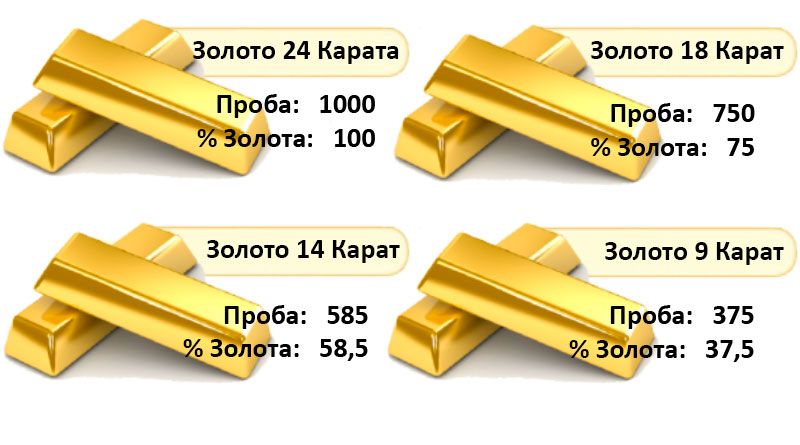 Золото 24 Карата
Проба: 1000
% Золота: 100
Золото 18 Карат
Проба: 750
% Золота: 75
Золото 14 Карат
Проба: 585
% Золота: 58,5
Золото 9 Карат
Проба: 375
% Золота: 37,5